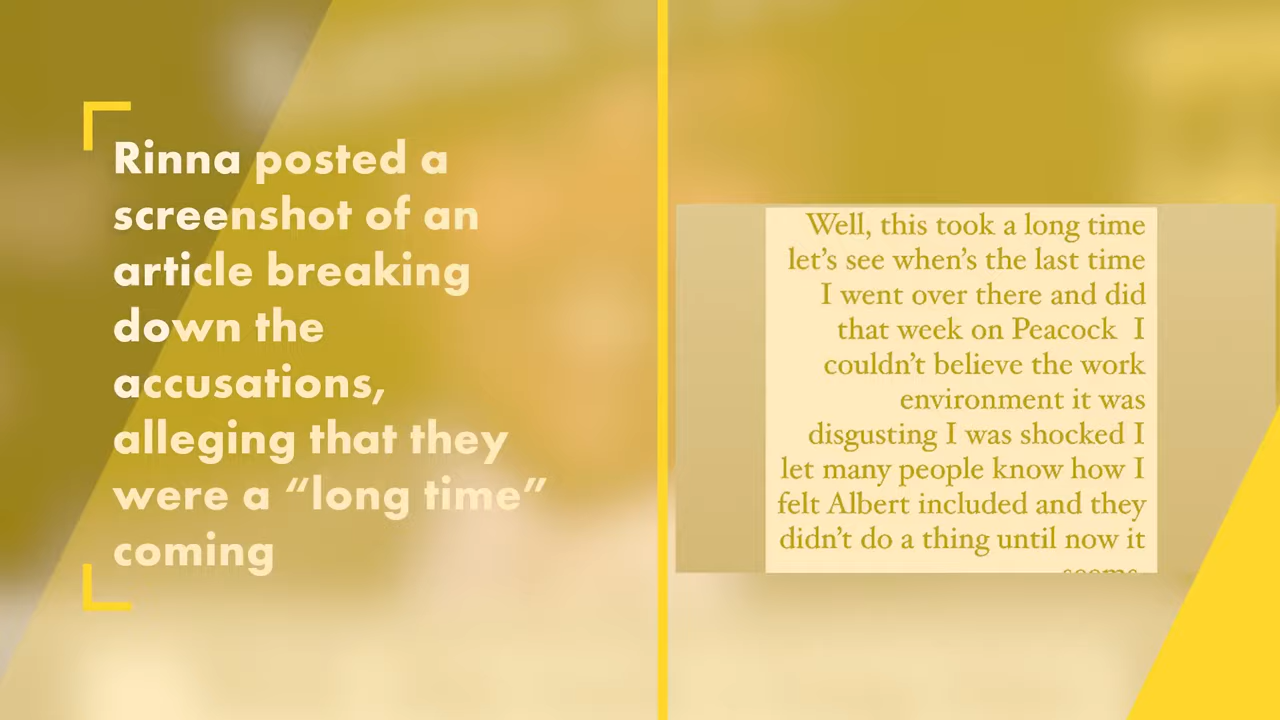 Rinna posted a
screenshot of an
article breaking
down the
accusations,
alleging that they
were a “long time”
coming
Well, this took a long time
let’s see when’s the last time
I went over there and did
that week on Peacock I
couldn’t believe the work
environment it was
disgusting I was shocked I
let many people know how I
felt Albert included and they
didn’t do a thing until now it